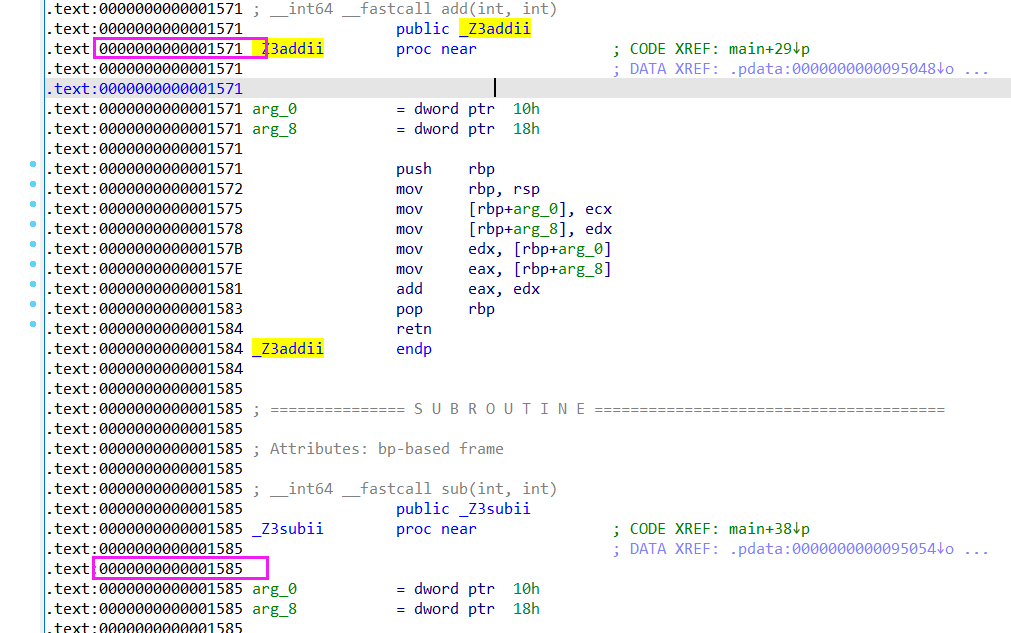 .text:0000000000001571 ; __int64 __fastcall add(int, int)
.text:0000000000001571                 public _Z3addii
.text:0000000000001571 _Z3addii        proc near               ; CODE XREF: main+29↓p
.text:0000000000001571                                         ; DATA XREF: .pdata:0000000000095048↓o ...
.text:0000000000001571
.text:0000000000001571 arg_0           = dword ptr  10h
.text:0000000000001571 arg_8           = dword ptr  18h
.text:0000000000001571
.text:0000000000001571                 push    rbp
.text:0000000000001572                 mov     rbp, rsp
.text:0000000000001575                 mov     [rbp+arg_0], ecx
.text:0000000000001578                 mov     [rbp+arg_8], edx
.text:000000000000157B                 mov     edx, [rbp+arg_0]
.text:000000000000157E                 mov     eax, [rbp+arg_8]
.text:0000000000001581                 add     eax, edx
.text:0000000000001583                 pop     rbp
.text:0000000000001584                 retn
.text:0000000000001584 _Z3addii        endp
.text:0000000000001584
.text:0000000000001585
.text:0000000000001585 ; =============== S U B R O U T I N E =======================================
.text:0000000000001585
.text:0000000000001585 ; Attributes: bp-based frame
.text:0000000000001585
.text:0000000000001585 ; __int64 __fastcall sub(int, int)
.text:0000000000001585                 public _Z3subii
.text:0000000000001585 _Z3subii        proc near               ; CODE XREF: main+38↓p
.text:0000000000001585                                         ; DATA XREF: .pdata:0000000000095054↓o ...
.text:0000000000001585
.text:0000000000001585 arg_0           = dword ptr  10h
.text:0000000000001585 arg_8           = dword ptr  18h
.text:0000000000001585